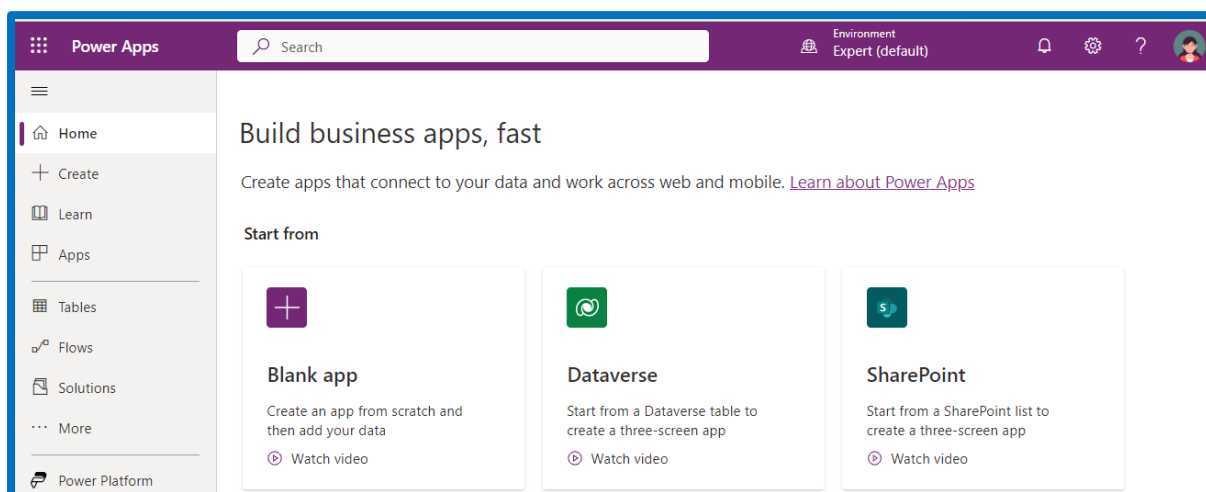 Power Apps
Search
Environment
Expert (default)
Home
Create
Learn
Apps
Tables
Flows
Solutions
More
Power Platform
Build business apps, fast
Create apps that connect to your data and work across web and mobile. Learn about Power Apps
Start from
Blank app
Create an app from scratch and
then add your data
Watch video
Dataverse
Start from a Dataverse table to
create a three-screen app
Watch video
S
SharePoint
Start from a SharePoint list to
create a three-screen app
Watch video